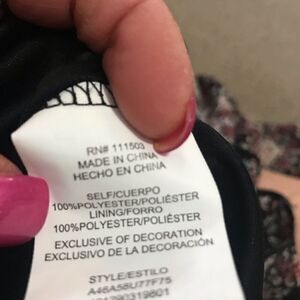 RN# 111503
MADE IN CHINA
HECHO EN CHINA
SELF/CUERPO
100%POLYESTER/POLIÉSTER
LINING/FORRO
100%POLYESTER/POLIÉSTER
EXCLUSIVE OF DECORATION
EXCLUSIVO DE LA DECORACIÓN
STYLE/ESTILO
A46A58U77F75